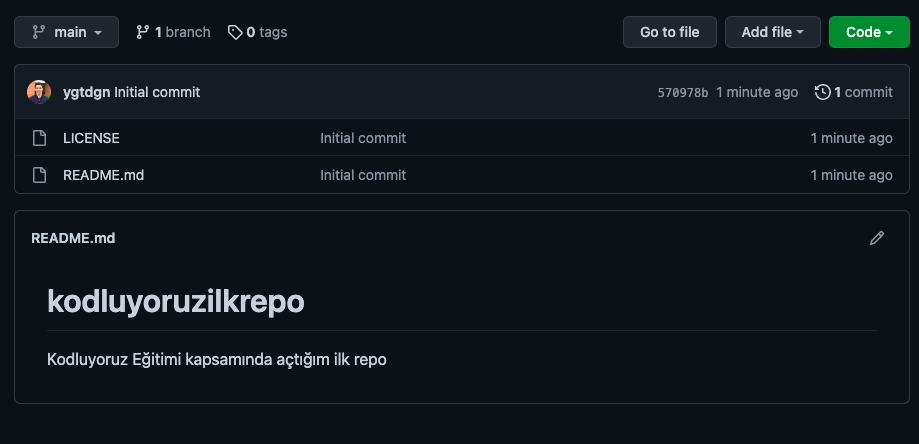 main 1 branch 0 tags Go to file Add file Code
ygtdgn Initial commit 570978b 1 minute ago 1 commit
LICENSE Initial commit 1 minute ago
README.md Initial commit 1 minute ago
README.md
kodluyoruzilkrepo
Kodluyoruz Eğitimi kapsamında açtığım ilk repo